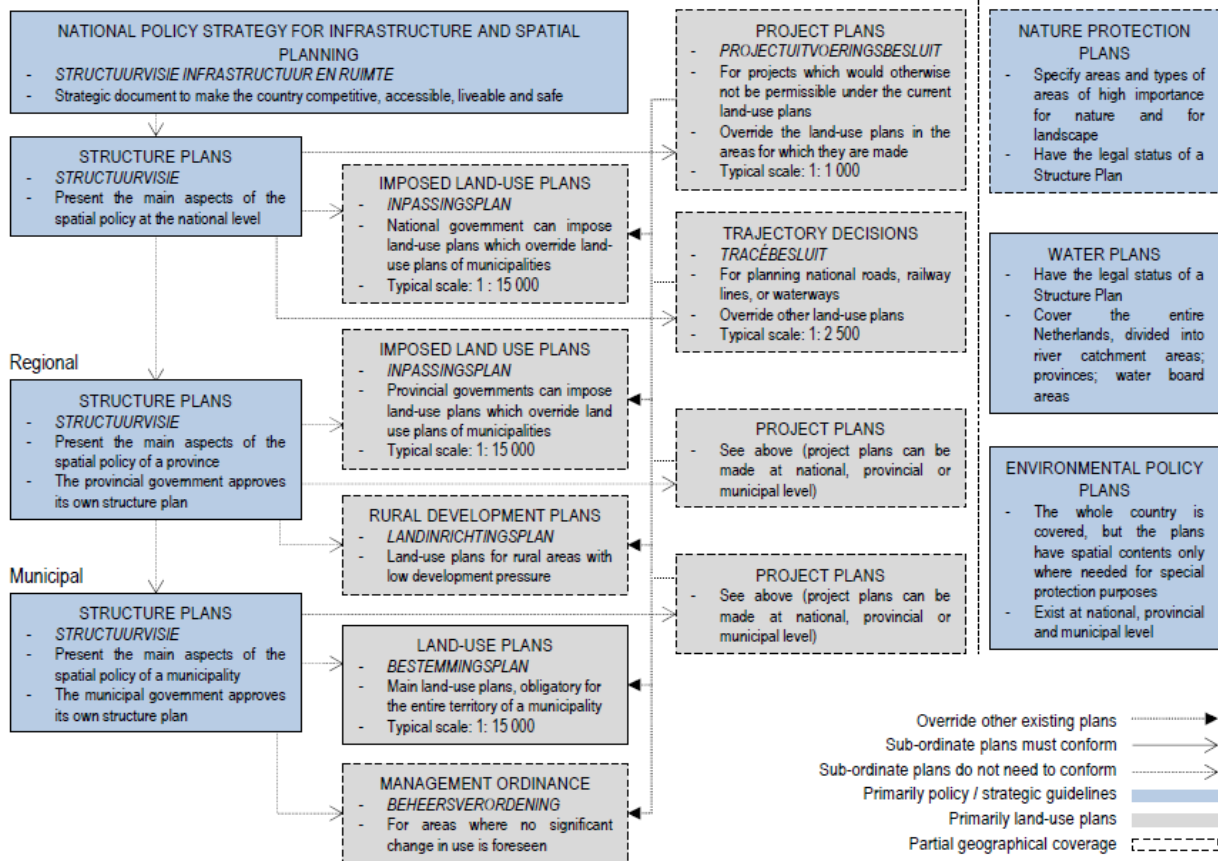 NATIONAL POLICY STRATEGY FOR INFRASTRUCTURE AND SPATIAL
PLANNING
- STRUCTUURVISIE INFRASTRUCTUUR EN RUIMTE
- Strategic document to make the country competitive, accessible, liveable and safe
STRUCTURE PLANS
- STRUCTUURVISIE
- Present the main aspects of the
spatial policy at the national level
IMPOSED LAND-USE PLANS
- INPASSINGSPLAN
- National government can impose
land-use plans which override land-
use plans of municipalities
- Typical scale: 1 : 15 000
PROJECT PLANS
- PROJECTUITVOERINGSBESLUIT
- For projects which would otherwise
not be permissible under the current
land-use plans
- Override the land-use plans in the
areas for which they are made
- Typical scale: 1: 1 000
TRAJECTORY DECISIONS
- TRACÉBESLUIT
- For planning national roads, railway
lines, or waterways
- Override other land-use plans
- Typical scale: 1: 2 500
Regional
STRUCTURE PLANS
- STRUCTUURVISIE
- Present the main aspects of the
spatial policy of a province
- The provincial government approves
its own structure plan
IMPOSED LAND USE PLANS
- INPASSINGSPLAN
- Provincial governments can impose
land-use plans which override land
use plans of municipalities
- Typical scale: 1: 15 000
PROJECT PLANS
- See above (project plans can be
made at national, provincial or
municipal level)
RURAL DEVELOPMENT PLANS
- LANDINRICHTINGSPLAN
- Land-use plans for rural areas with
low development pressure
Municipal
STRUCTURE PLANS
- STRUCTUURVISIE
- Present the main aspects of the
spatial policy of a municipality
- The municipal government approves
its own structure plan
PROJECT PLANS
- See above (project plans can be
made at national, provincial or
municipal level)
LAND-USE PLANS
- BESTEMMINGSPLAN
- Main land-use plans, obligatory for
the entire territory of a municipality
- Typical scale: 1: 15 000
MANAGEMENT ORDINANCE
- BEHEERSVERORDENING
- For areas where no significant
change in use is foreseen
NATURE PROTECTION
PLANS
- Specify areas and types of
areas of high importance
for nature and for
landscape
- Have the legal status of a
Structure Plan
WATER PLANS
- Have the legal status of a
Structure Plan
- Cover the entire
Netherlands, divided into
river catchment areas;
provinces; water board
areas
ENVIRONMENTAL POLICY
PLANS
- The whole country is
covered, but the plans
have spatial contents only
where needed for special
protection purposes
- Exist at national, provincial
and municipal level
Override other existing plans
Sub-ordinate plans must conform
Sub-ordinate plans do not need to conform
Primarily policy / strategic guidelines
Primarily land-use plans
Partial geographical coverage